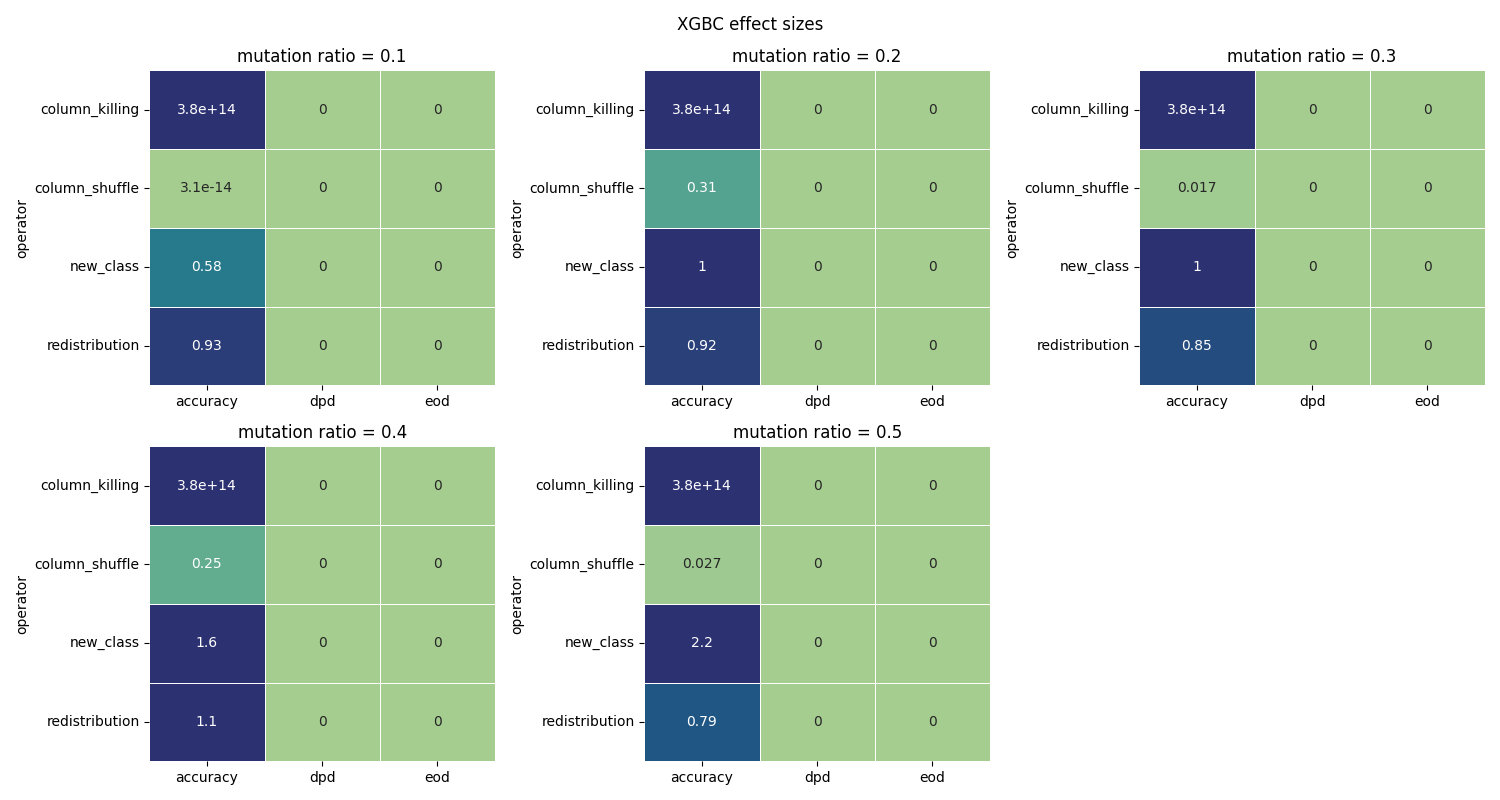 XGBC effect sizes
mutation ratio = 0.1
column_killing 3.8e+14 0 0
column_shuffle 3.1e-14 0 0
new_class 0.58 0 0
redistribution 0.93 0 0
operator
accuracy dpd eod
mutation ratio = 0.2
column_killing 3.8e+14 0 0
column_shuffle 0.31 0 0
new_class 1 0 0
redistribution 0.92 0 0
operator
accuracy dpd eod
mutation ratio = 0.3
column_killing 3.8e+14 0 0
column_shuffle 0.017 0 0
new_class 1 0 0
redistribution 0.85 0 0
operator
accuracy dpd eod
mutation ratio = 0.4
column_killing 3.8e+14 0 0
column_shuffle 0.25 0 0
new_class 1.6 0 0
redistribution 1.1 0 0
operator
accuracy dpd eod
mutation ratio = 0.5
column_killing 3.8e+14 0 0
column_shuffle 0.027 0 0
new_class 2.2 0 0
redistribution 0.79 0 0
operator
accuracy dpd eod